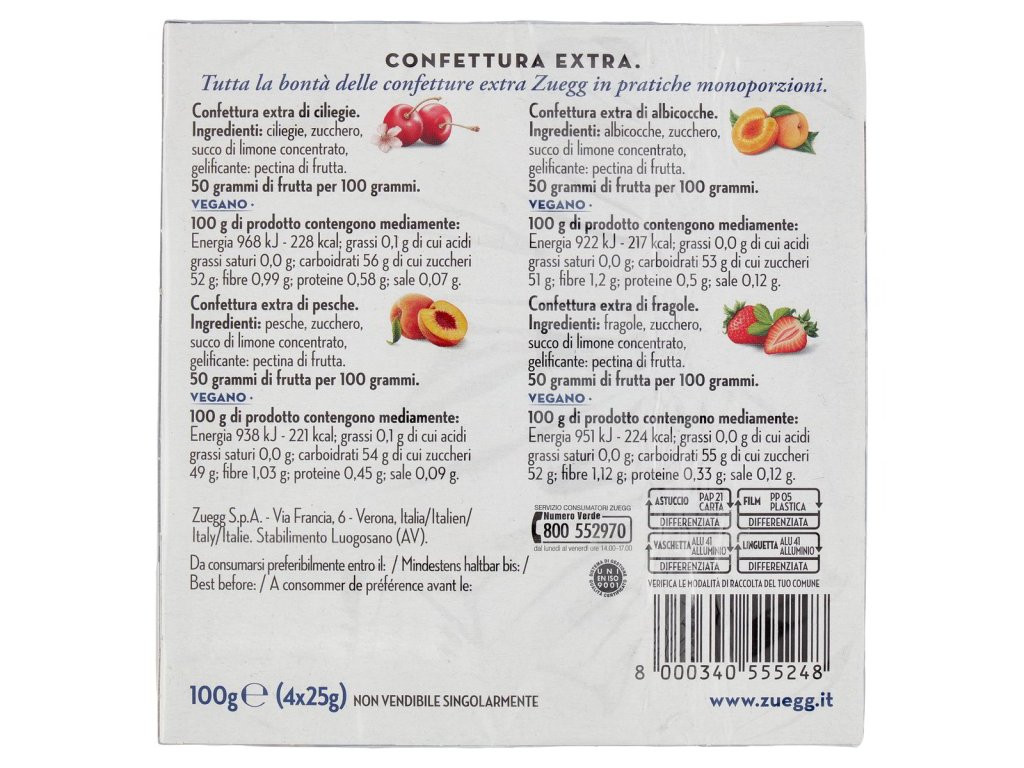 CONFETTURA EXTRA.
Tutta la bontà delle confetture extra Zuegg in pratiche monoporzioni.
Confettura extra di ciliegie.
Ingredienti: ciliegie, zucchero,
succo di limone concentrato,
gelificante: pectina di frutta.
50 grammi di frutta per 100 grammi.
VEGANO •
100 g di prodotto contengono mediamente:
Energia 968 kJ - 228 kcal; grassi 0,1 g di cui acidi
grassi saturi 0,0 g; carboidrati 56 g di cui zuccheri
52 g; fibre 0,99 g; proteine 0,58 g; sale 0,07 g.
Confettura extra di albicocche.
Ingredienti: albicocche, zucchero,
succo di limone concentrato,
gelificante: pectina di frutta.
50 grammi di frutta per 100 grammi.
VEGANO •
100 g di prodotto contengono mediamente:
Energia 922 kJ - 217 kcal; grassi 0,0 g di cui acidi
grassi saturi 0,0 g; carboidrati 53 g di cui zuccheri
51 g; fibre 1,2 g; proteine 0,5 g; sale 0,12 g.
Confettura extra di pesche.
Ingredienti: pesche, zucchero,
succo di limone concentrato,
gelificante: pectina di frutta.
50 grammi di frutta per 100 grammi.
VEGANO •
100 g di prodotto contengono mediamente:
Energia 938 kJ - 221 kcal; grassi 0,1 g di cui acidi
grassi saturi 0,0 g; carboidrati 54 g di cui zuccheri
49 g; fibre 1,03 g; proteine 0,45 g; sale 0,09 g.
Confettura extra di fragole.
Ingredienti: fragole, zucchero,
succo di limone concentrato,
gelificante: pectina di frutta.
50 grammi di frutta per 100 grammi.
VEGANO •
100 g di prodotto contengono mediamente:
Energia 951 kJ - 224 kcal; grassi 0,0 g di cui acidi
grassi saturi 0,0 g; carboidrati 55 g di cui zuccheri
52 g; fibre 1,12 g; proteine 0,33 g; sale 0,12 g.
Zuegg S.p.A. - Via Francia, 6 - Verona, Italia/Italien/
Italy/Italie. Stabilimento Luogosano (AV).
Da consumarsi preferibilmente entro il: / Mindestens haltbar bis: /
Best before: / A consommer de préférence avant le:
SERVIZIO CONSUMATORI ZUEGG
Numero Verde
800 552970
dal lunedì al venerdì ore 14.00-17.00
UNI
EN ISO
9001
ASTUCCIO PAP 21 CARTA
DIFFERENZIATA
FILM PP 05 PLASTICA
DIFFERENZIATA
VASCHETTA ALU 41 ALLUMINIO
DIFFERENZIATA
LINGUETTA ALU 41 ALLUMINIO
DIFFERENZIATA
VERIFICA LE MODALITÀ DI RACCOLTA DEL TUO COMUNE
8 000340 555248
100g e (4x25g) NON VENDIBILE SINGOLARMENTE
www.zuegg.it